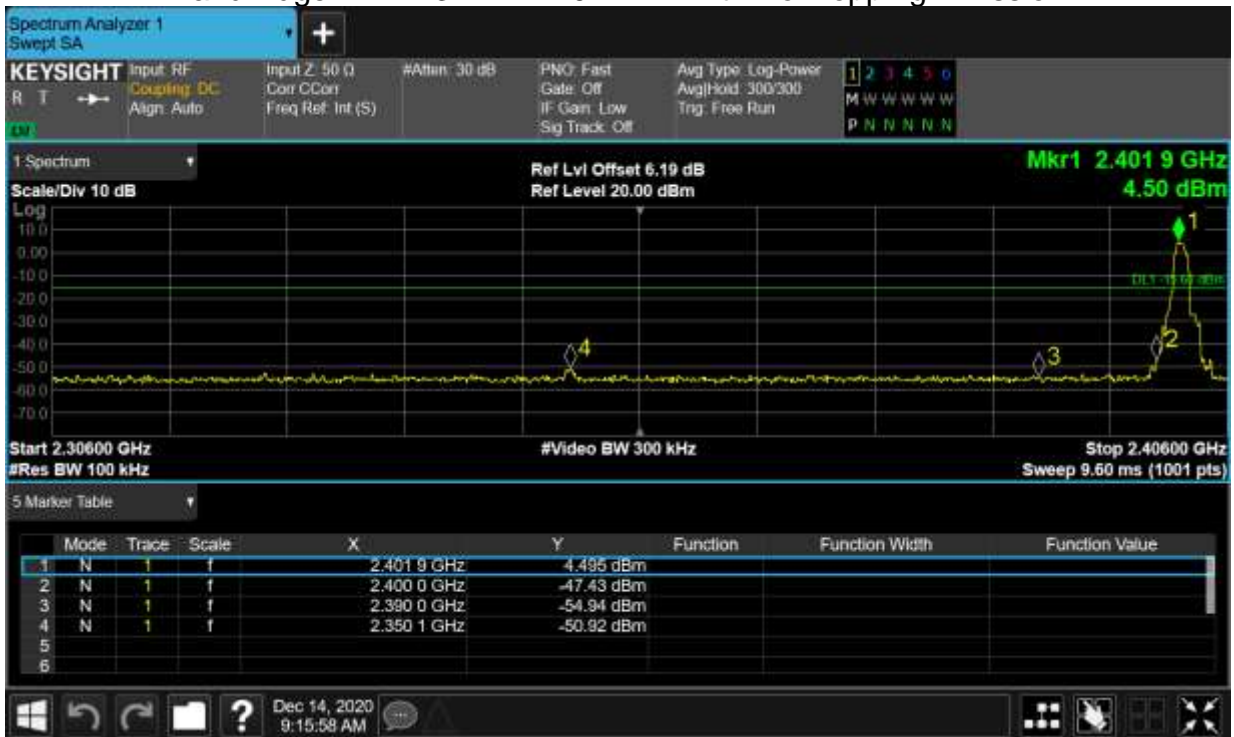 Spectrum Analyzer 1
Swept SA
+
KEYSIGHT
R T
Input: RF
Coupling: DC
Align: Auto
Input Z: 50 Ω
Corr CCorr
Freq Ref: Int (S)
#Atten: 30 dB
PNO: Fast
Gate: Off
IF Gain: Low
Sig Track: Off
Avg Type: Log-Power
Avg|Hold: 300/300
Trig: Free Run
1 2 3 4 5 6
M W W W W W
P N N N N N
1 Spectrum
Scale/Div 10 dB
Ref Lvl Offset 6.19 dB
Ref Level 20.00 dBm
Mkr1 2.401 9 GHz
4.50 dBm
Log
10.0
0.00
-10.0
-20.0
-30.0
-40.0
-50.0
-60.0
-70.0
1
2
3
4
Start 2.30600 GHz
#Res BW 100 kHz
#Video BW 300 kHz
Stop 2.40600 GHz
Sweep 9.60 ms (1001 pts)
5 Marker Table
Mode Trace Scale X Y Function Function Width Function Value
1 N 1 f 2.401 9 GHz 4.495 dBm
2 N 1 f 2.400 0 GHz -47.43 dBm
3 N 1 f 2.390 0 GHz -54.94 dBm
4 N 1 f 2.350 1 GHz -50.92 dBm
5
6
?
Dec 14, 2020
9:15:58 AM